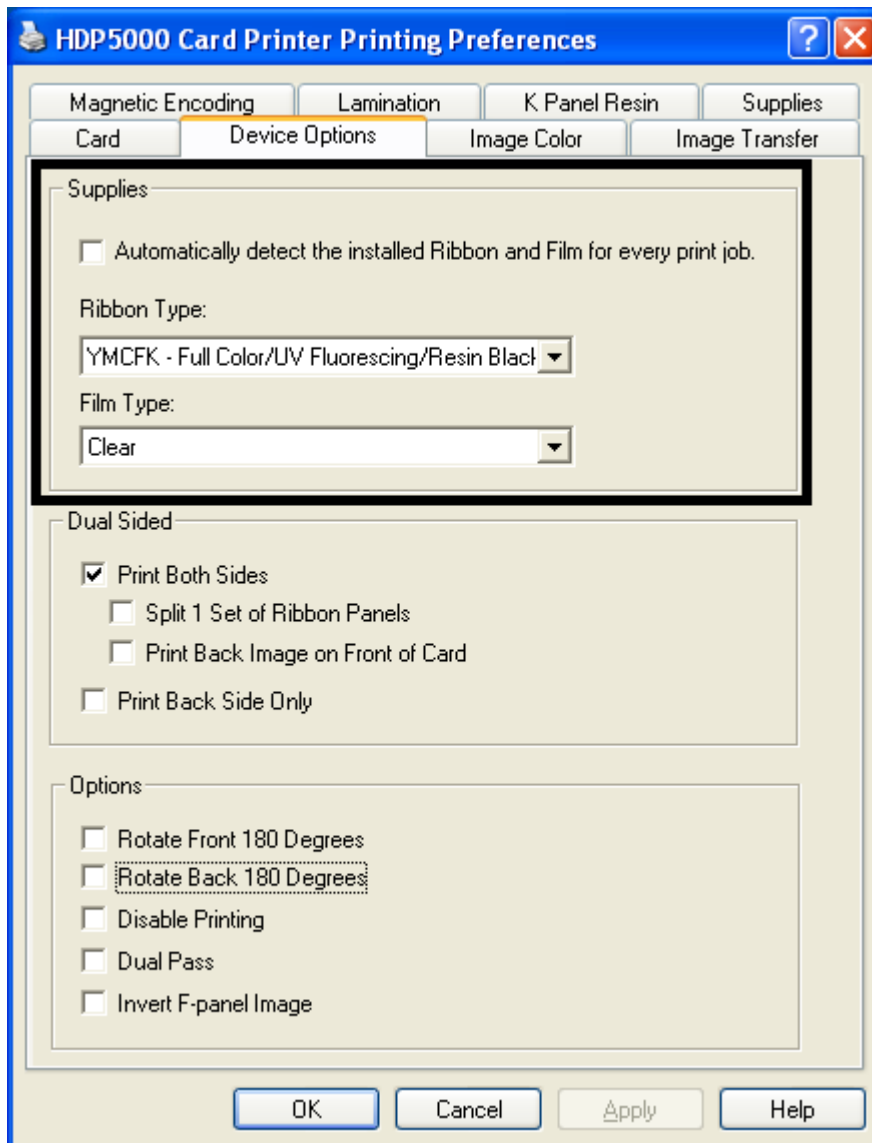 HDP5000 Card Printer Printing Preferences
Magnetic Encoding Lamination K Panel Resin Supplies
Card Device Options Image Color Image Transfer
Supplies
Automatically detect the installed Ribbon and Film for every print job.
Ribbon Type:
YMCFK - Full Color/UV Fluorescing/Resin Black
Film Type:
Clear
Dual Sided
Print Both Sides
Split 1 Set of Ribbon Panels
Print Back Image on Front of Card
Print Back Side Only
Options
Rotate Front 180 Degrees
Rotate Back 180 Degrees
Disable Printing
Dual Pass
Invert F-panel Image
OK Cancel Apply Help